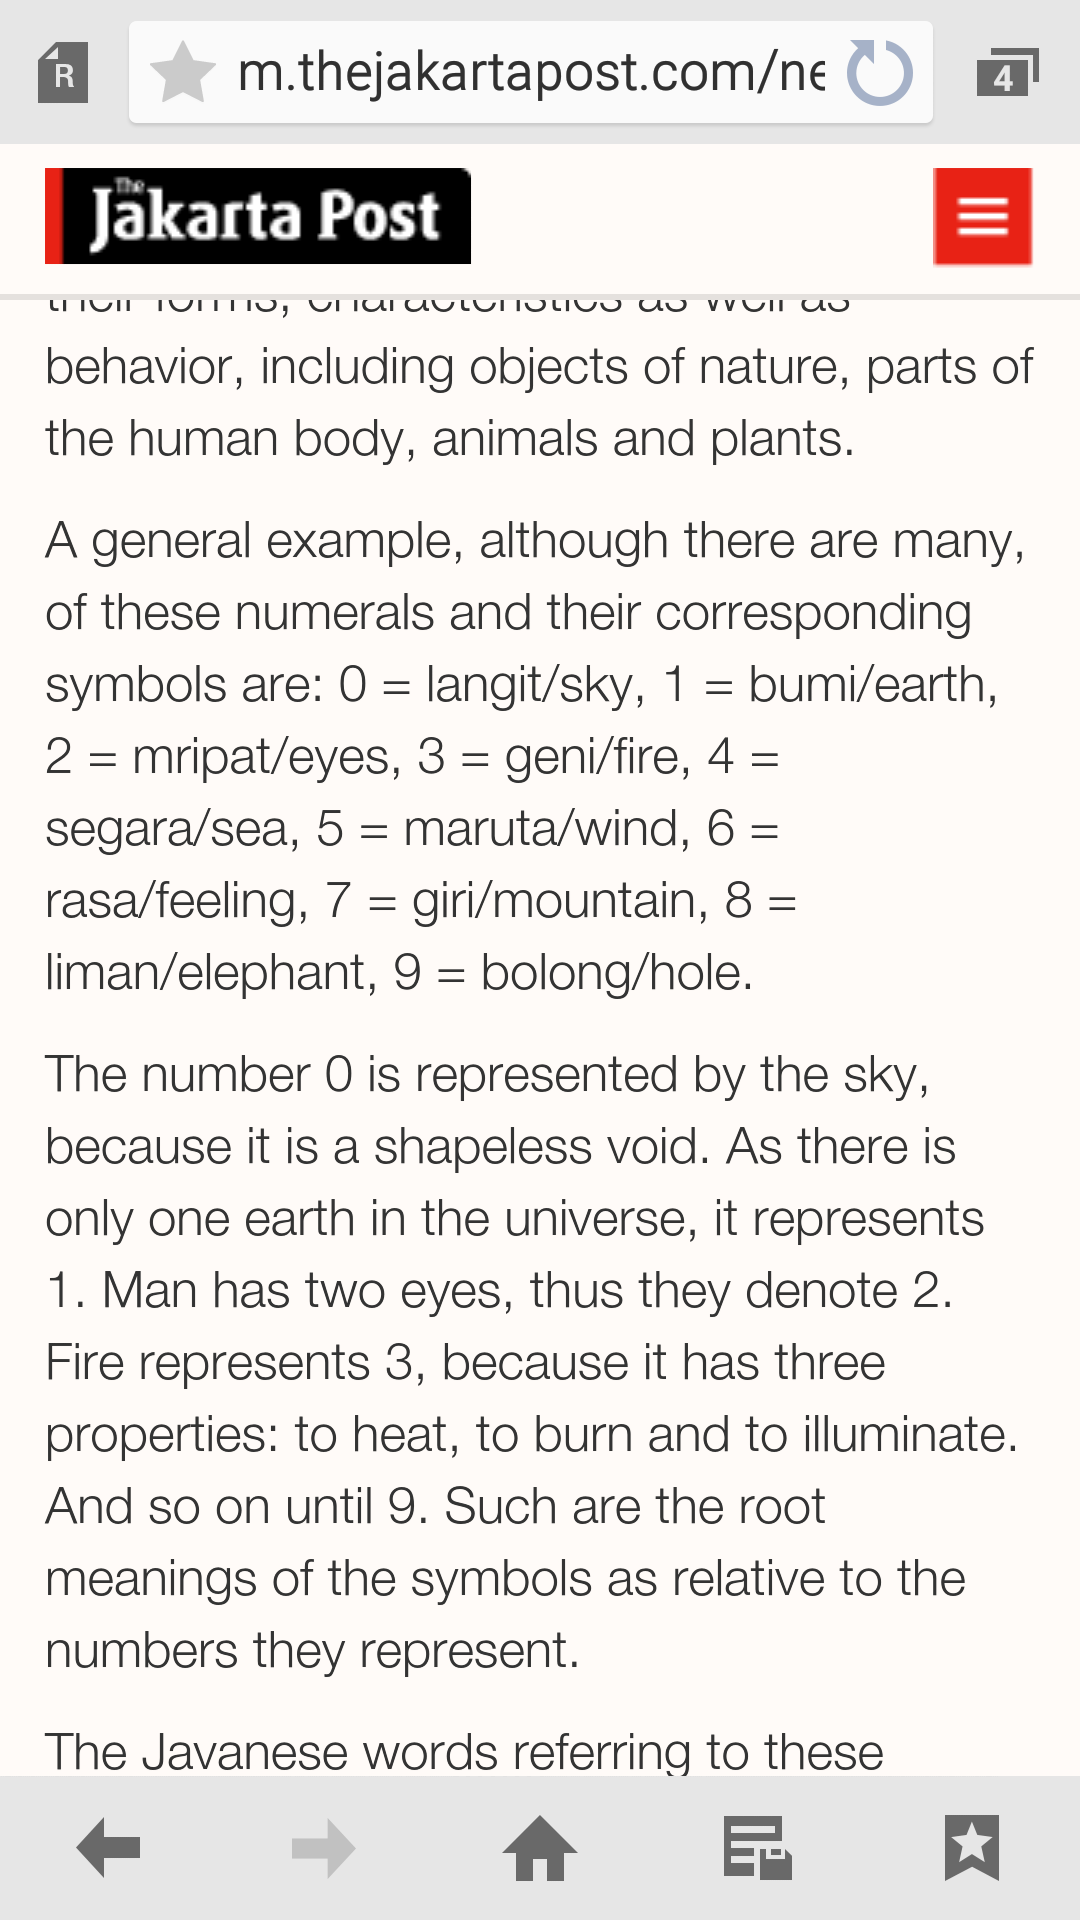 R
m.thejakartapost.com/ne
4
The
Jakarta Post
their forms, characteristics as well as
behavior, including objects of nature, parts of
the human body, animals and plants.
A general example, although there are many,
of these numerals and their corresponding
symbols are: 0 = langit/sky, 1 = bumi/earth,
2 = mripat/eyes, 3 = geni/fire, 4 =
segara/sea, 5 = maruta/wind, 6 =
rasa/feeling, 7 = giri/mountain, 8 =
liman/elephant, 9 = bolong/hole.
The number 0 is represented by the sky,
because it is a shapeless void. As there is
only one earth in the universe, it represents
1. Man has two eyes, thus they denote 2.
Fire represents 3, because it has three
properties: to heat, to burn and to illuminate.
And so on until 9. Such are the root
meanings of the symbols as relative to the
numbers they represent.
The Javanese words referring to these